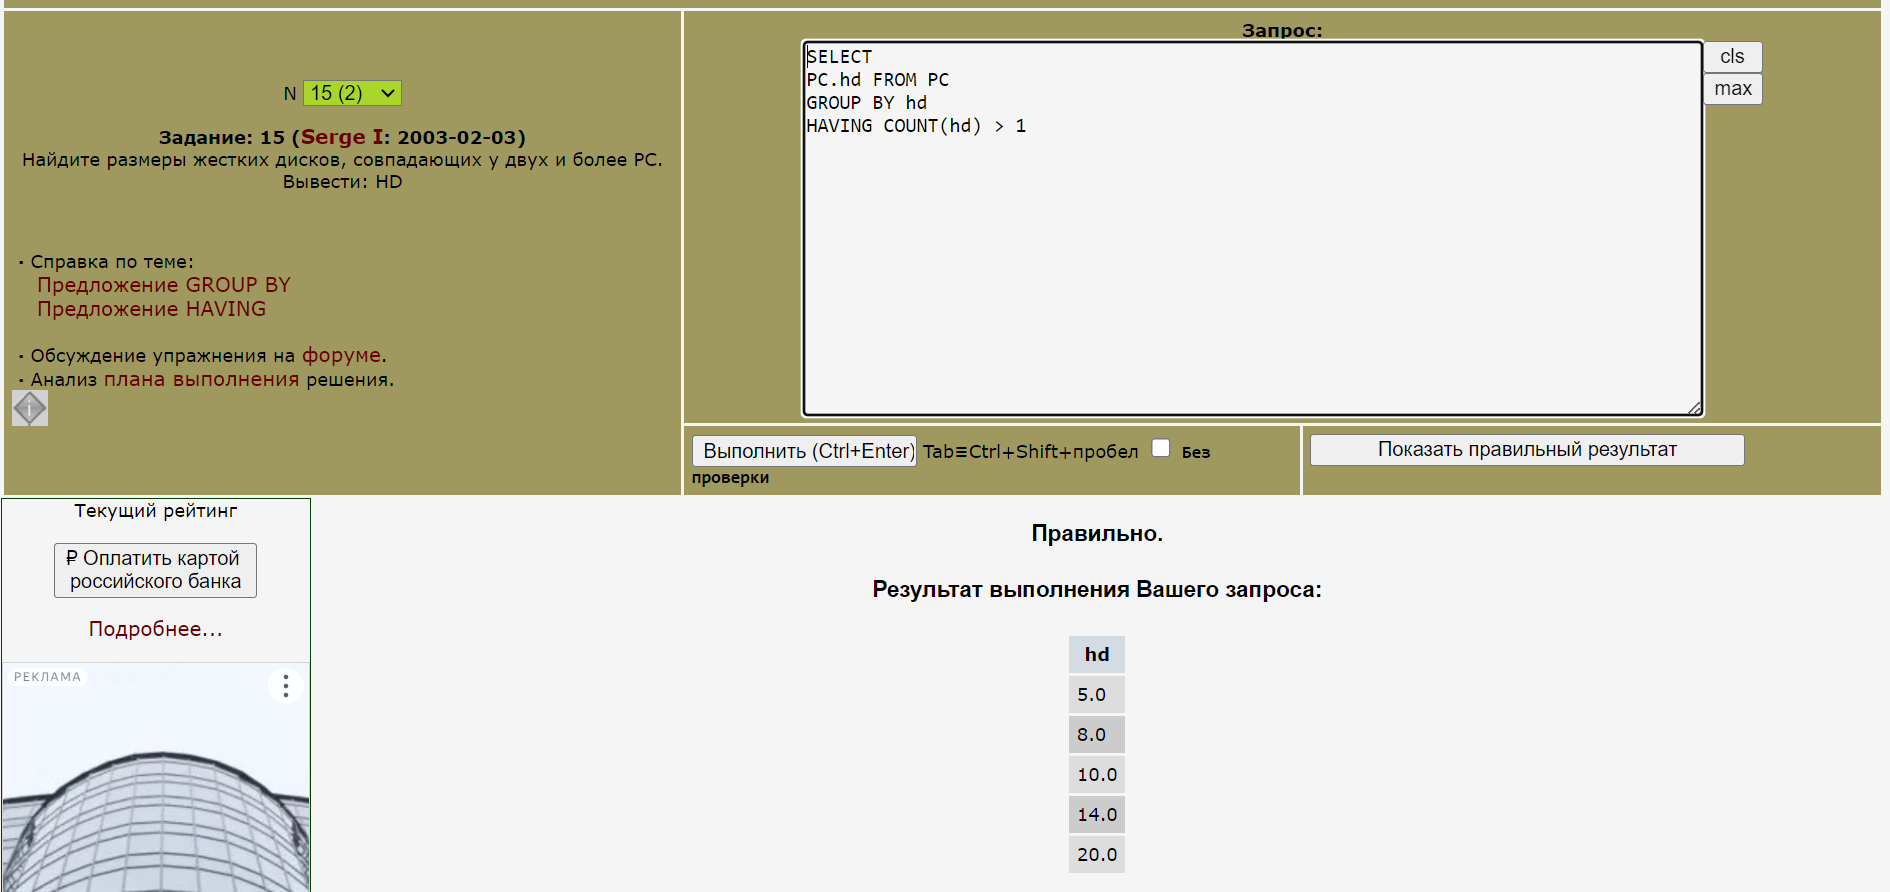 N 15 (2)
Задание: 15 (Serge I: 2003-02-03)
Найдите размеры жестких дисков, совпадающих у двух и более PC.
Вывести: HD
· Справка по теме:
Предложение GROUP BY
Предложение HAVING
· Обсуждение упражнения на форуме.
· Анализ плана выполнения решения.
i
Запрос:
SELECT
PC.hd FROM PC
GROUP BY hd
HAVING COUNT(hd) > 1
cls
max
Выполнить (Ctrl+Enter) Tab≡Ctrl+Shift+пробел Без
проверки
Показать правильный результат
Текущий рейтинг
₽ Оплатить картой
российского банка
Подробнее...
РЕКЛАМА
Правильно.
Результат выполнения Вашего запроса:
hd
5.0
8.0
10.0
14.0
20.0